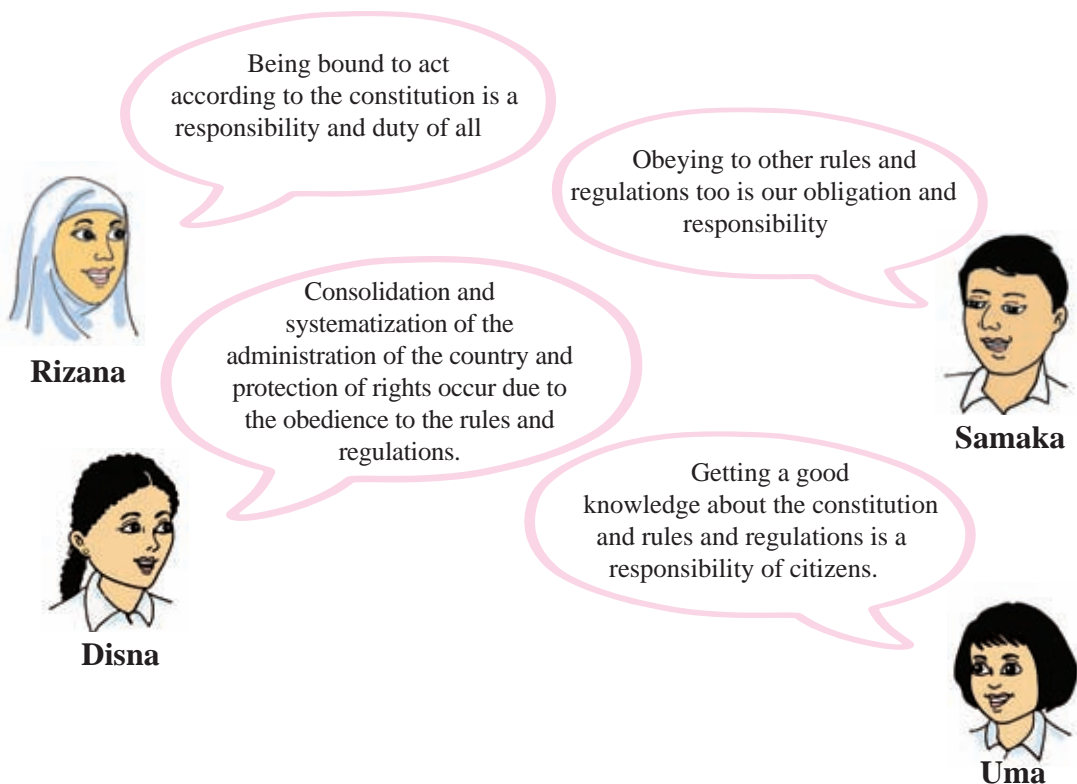 Being bound to act
according to the constitution is a
responsibility and duty of all
Rizana
Obeying to other rules and
regulations too is our obligation and
responsibility
Samaka
Consolidation and
systematization of the
administration of the country and
protection of rights occur due to
the obedience to the rules and
regulations.
Disna
Getting a good
knowledge about the constitution
and rules and regulations is a
responsibility of citizens.
Uma